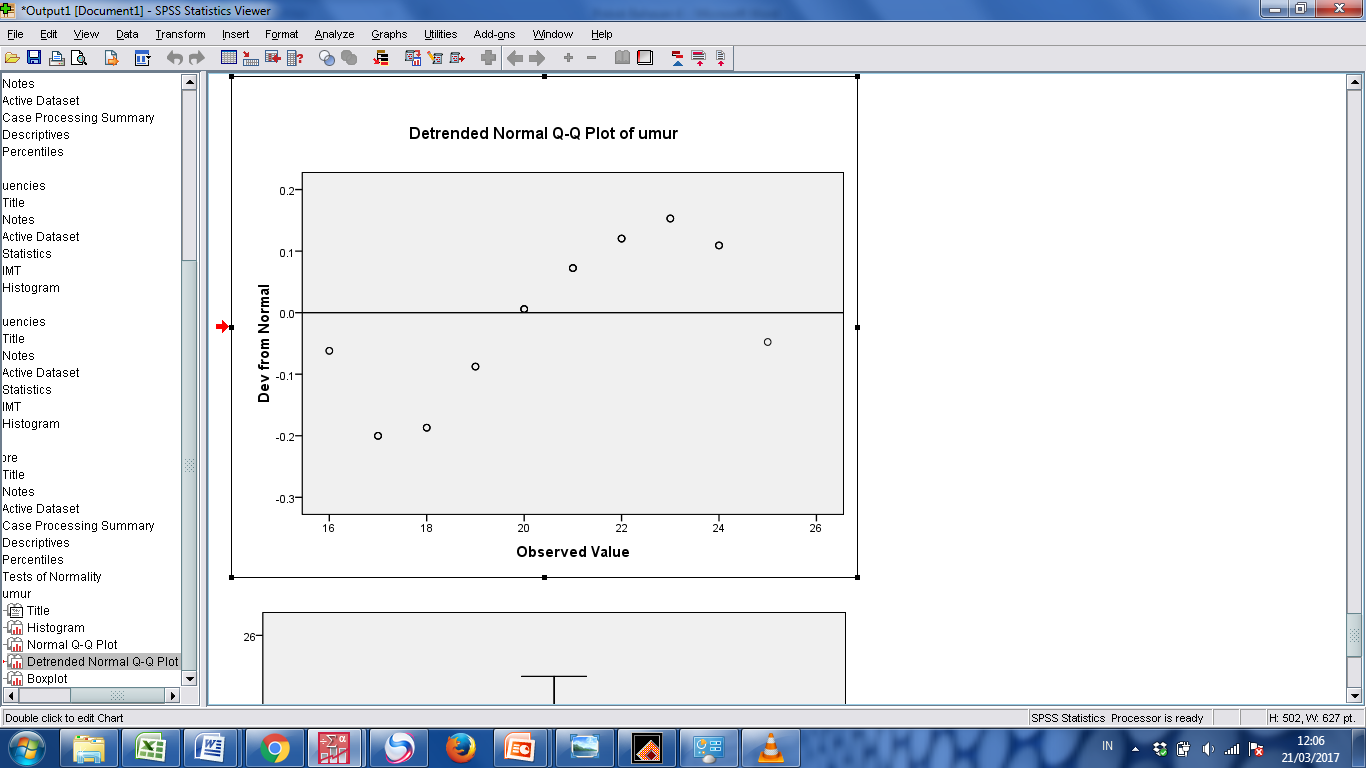 *Output1 [Document1] - SPSS Statistics Viewer
File Edit View Data Transform Insert Format Analyze Graphs Utilities Add-ons Window Help
Notes
Active Dataset
Case Processing Summary
Descriptives
Percentiles
uencies
Title
Notes
Active Dataset
Statistics
IMT
Histogram
uencies
Title
Notes
Active Dataset
Statistics
IMT
Histogram
ore
Title
Notes
Active Dataset
Case Processing Summary
Descriptives
Percentiles
Tests of Normality
umur
Title
Histogram
Normal Q-Q Plot
Detrended Normal Q-Q Plot
Boxplot
Detrended Normal Q-Q Plot of umur
Dev from Normal
0.2
0.1
0.0
-0.1
-0.2
-0.3
16 18 20 22 24 26
Observed Value
26
Double click to edit Chart
SPSS Statistics Processor is ready
H: 502, W: 627 pt.
IN
12:06
21/03/2017